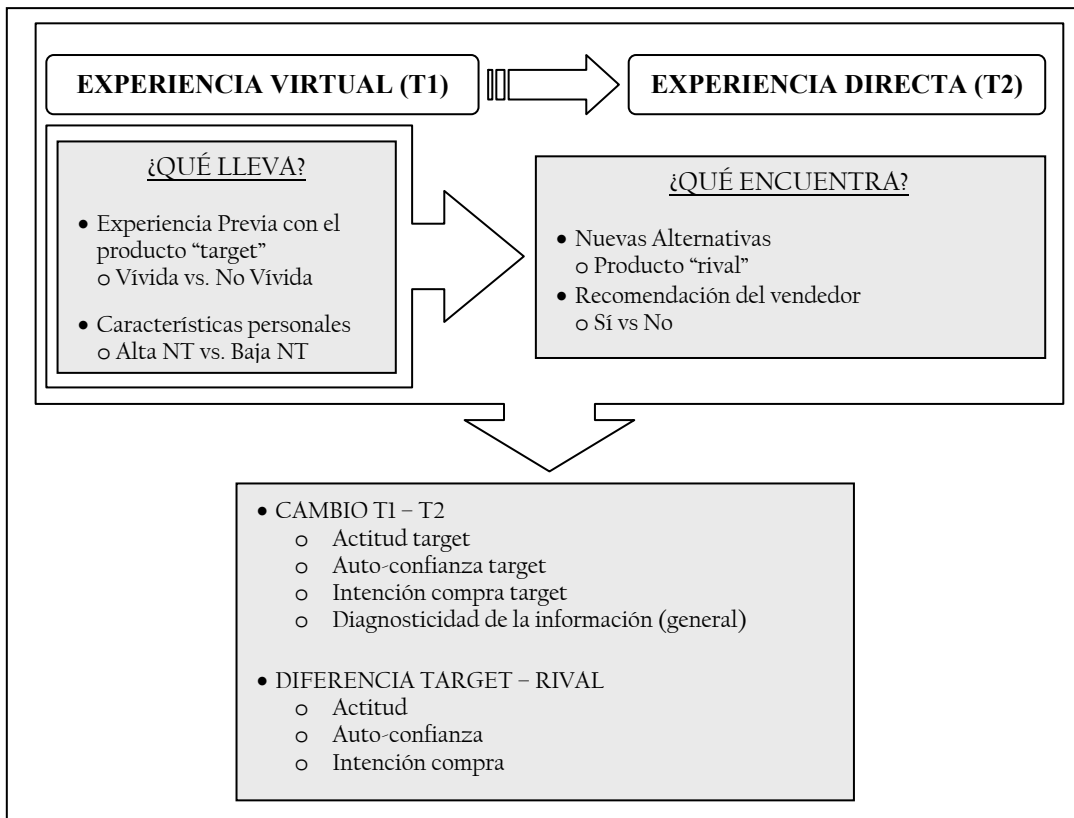 EXPERIENCIA VIRTUAL (T1)
EXPERIENCIA DIRECTA (T2)
¿QUÉ LLEVA?
• Experiencia Previa con el
producto “target”
o Vívida vs. No Vívida
• Características personales
o Alta NT vs. Baja NT
¿QUÉ ENCUENTRA?
• Nuevas Alternativas
o Producto “rival”
• Recomendación del vendedor
o Sí vs No
• CAMBIO T1 – T2
o Actitud target
o Auto-confianza target
o Intención compra target
o Diagnosticidad de la información (general)
• DIFERENCIA TARGET – RIVAL
o Actitud
o Auto-confianza
o Intención compra